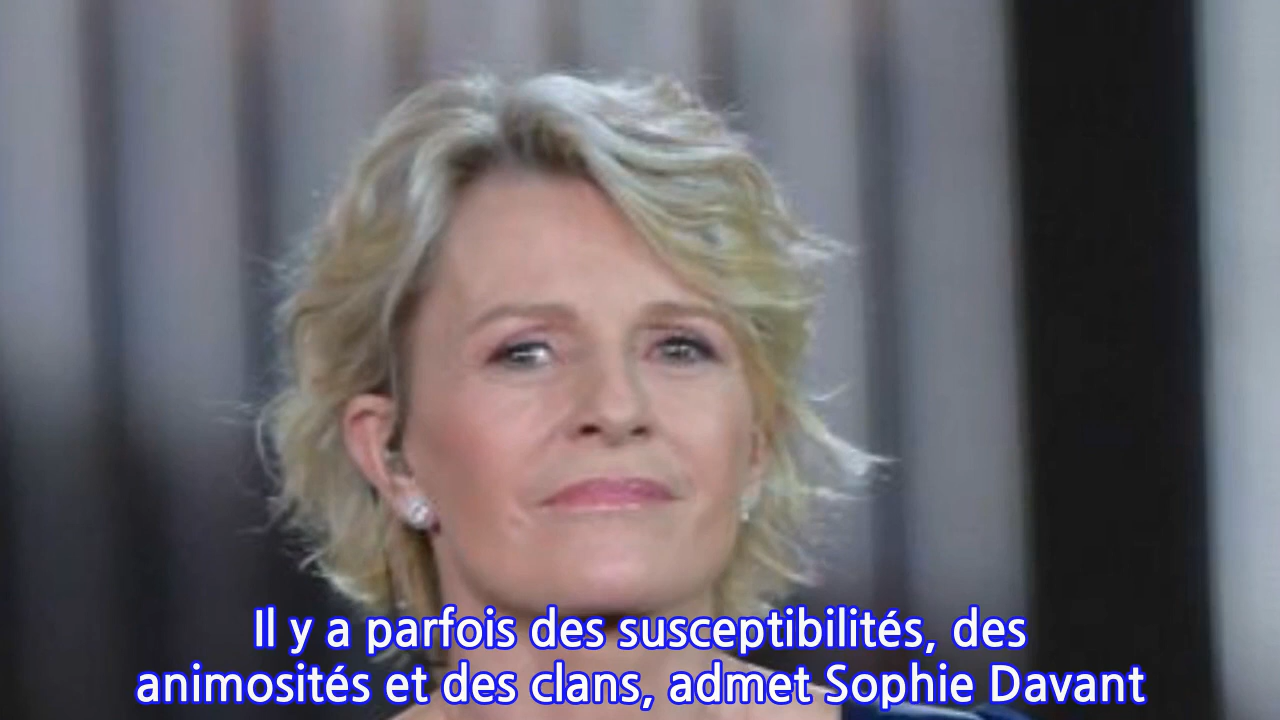 Il y a parfois des susceptibilités, des
animosités et des clans, admet Sophie Davant